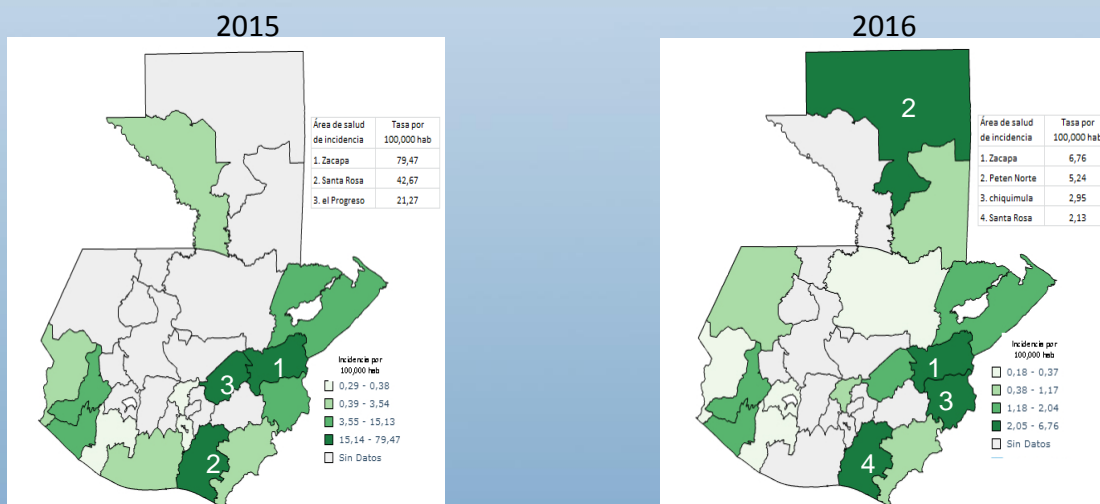 2015
Área de salud Tasa por
de incidencia 100,000 hab
1. Zacapa 79,47
2. Santa Rosa 42,67
3. el Progreso 21,27
1
3
2
Incidencia por
100,000 hab
0,29 - 0,38
0,39 - 3,54
3,55 - 15,13
15,14 - 79,47
Sin Datos
2016
2
Área de salud Tasa por
de incidencia 100,000 hab
1. Zacapa 6,76
2. Peten Norte 5,24
3. chiquimula 2,95
4. Santa Rosa 2,13
1
3
4
Incidencia por
100,000 hab
0,18 - 0,37
0,38 - 1,17
1,18 - 2,04
2,05 - 6,76
Sin Datos